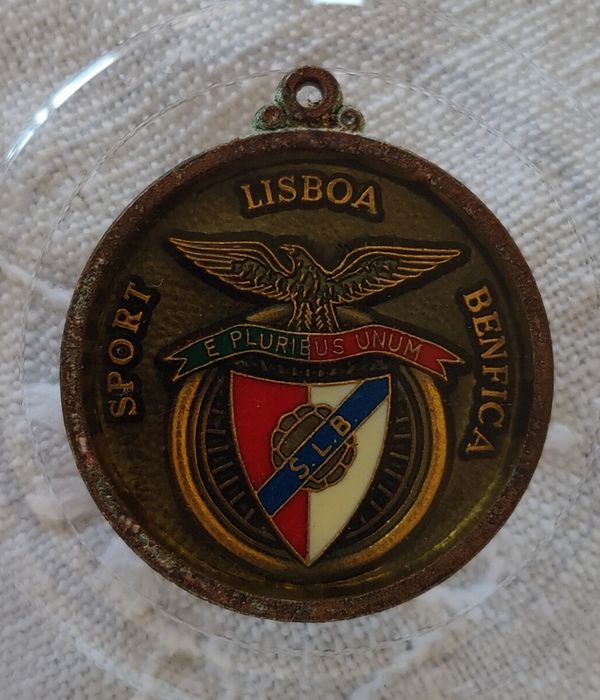 SPORT
LISBOA
BENFICA
E PLURIBUS UNUM
S.L.B.